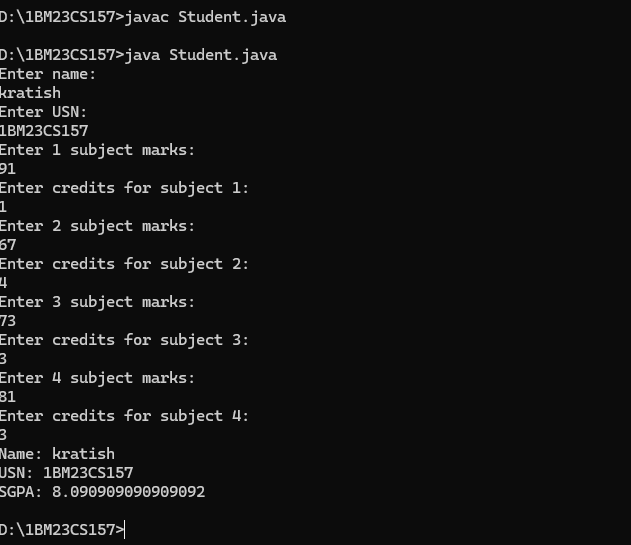 D:\1BM23CS157>javac Student.java
D:\1BM23CS157>java Student.java
Enter name:
kratish
Enter USN:
1BM23CS157
Enter 1 subject marks:
91
Enter credits for subject 1:
1
Enter 2 subject marks:
67
Enter credits for subject 2:
4
Enter 3 subject marks:
73
Enter credits for subject 3:
3
Enter 4 subject marks:
81
Enter credits for subject 4:
3
Name: kratish
USN: 1BM23CS157
SGPA: 8.090909090909092
D:\1BM23CS157>